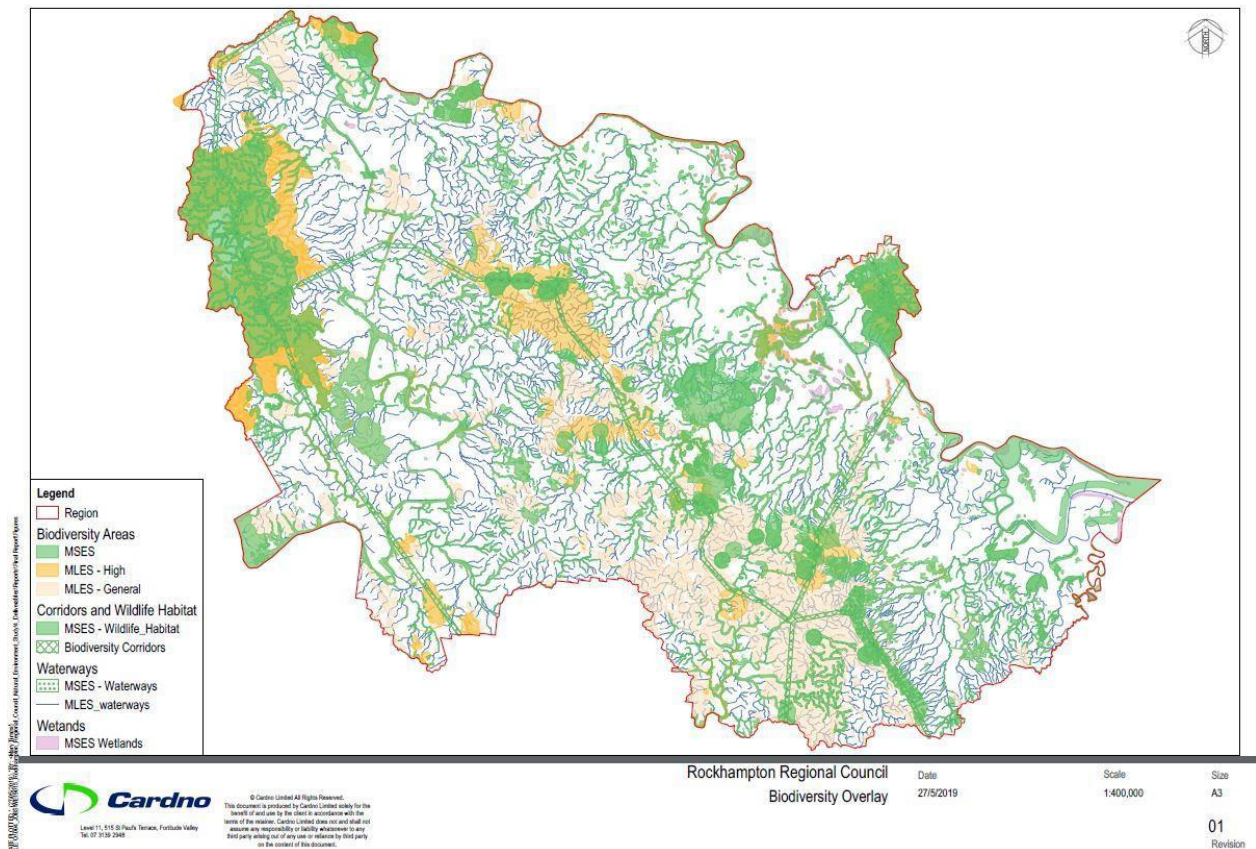 NORTH
Legend
Region
Biodiversity Areas
MSES
MLES - High
MLES - General
Corridors and Wildlife Habitat
MSES - Wildlife_Habitat
Biodiversity Corridors
Waterways
MSES - Waterways
MLES_waterways
Wetands
MSES Wetlands
Cardno
Level 11, 515 St Paul's Terrace, Fortitude Valley
Tel. 07 3139 2948
© Cardno Limited All Rights Reserved.
This document is produced by Cardno Limited solely for the
benefit of and use by the client in accordance with the
terms of the retainer. Cardno Limited does not and shall not
assume any responsibility or liability whatsoever to any
third party arising out of any use or reliance by third party
on the content of this document.
Rockhampton Regional Council
Biodiversity Overlay
Date
27/5/2019
Scale
1:400,000
Size
A3
01
Revision